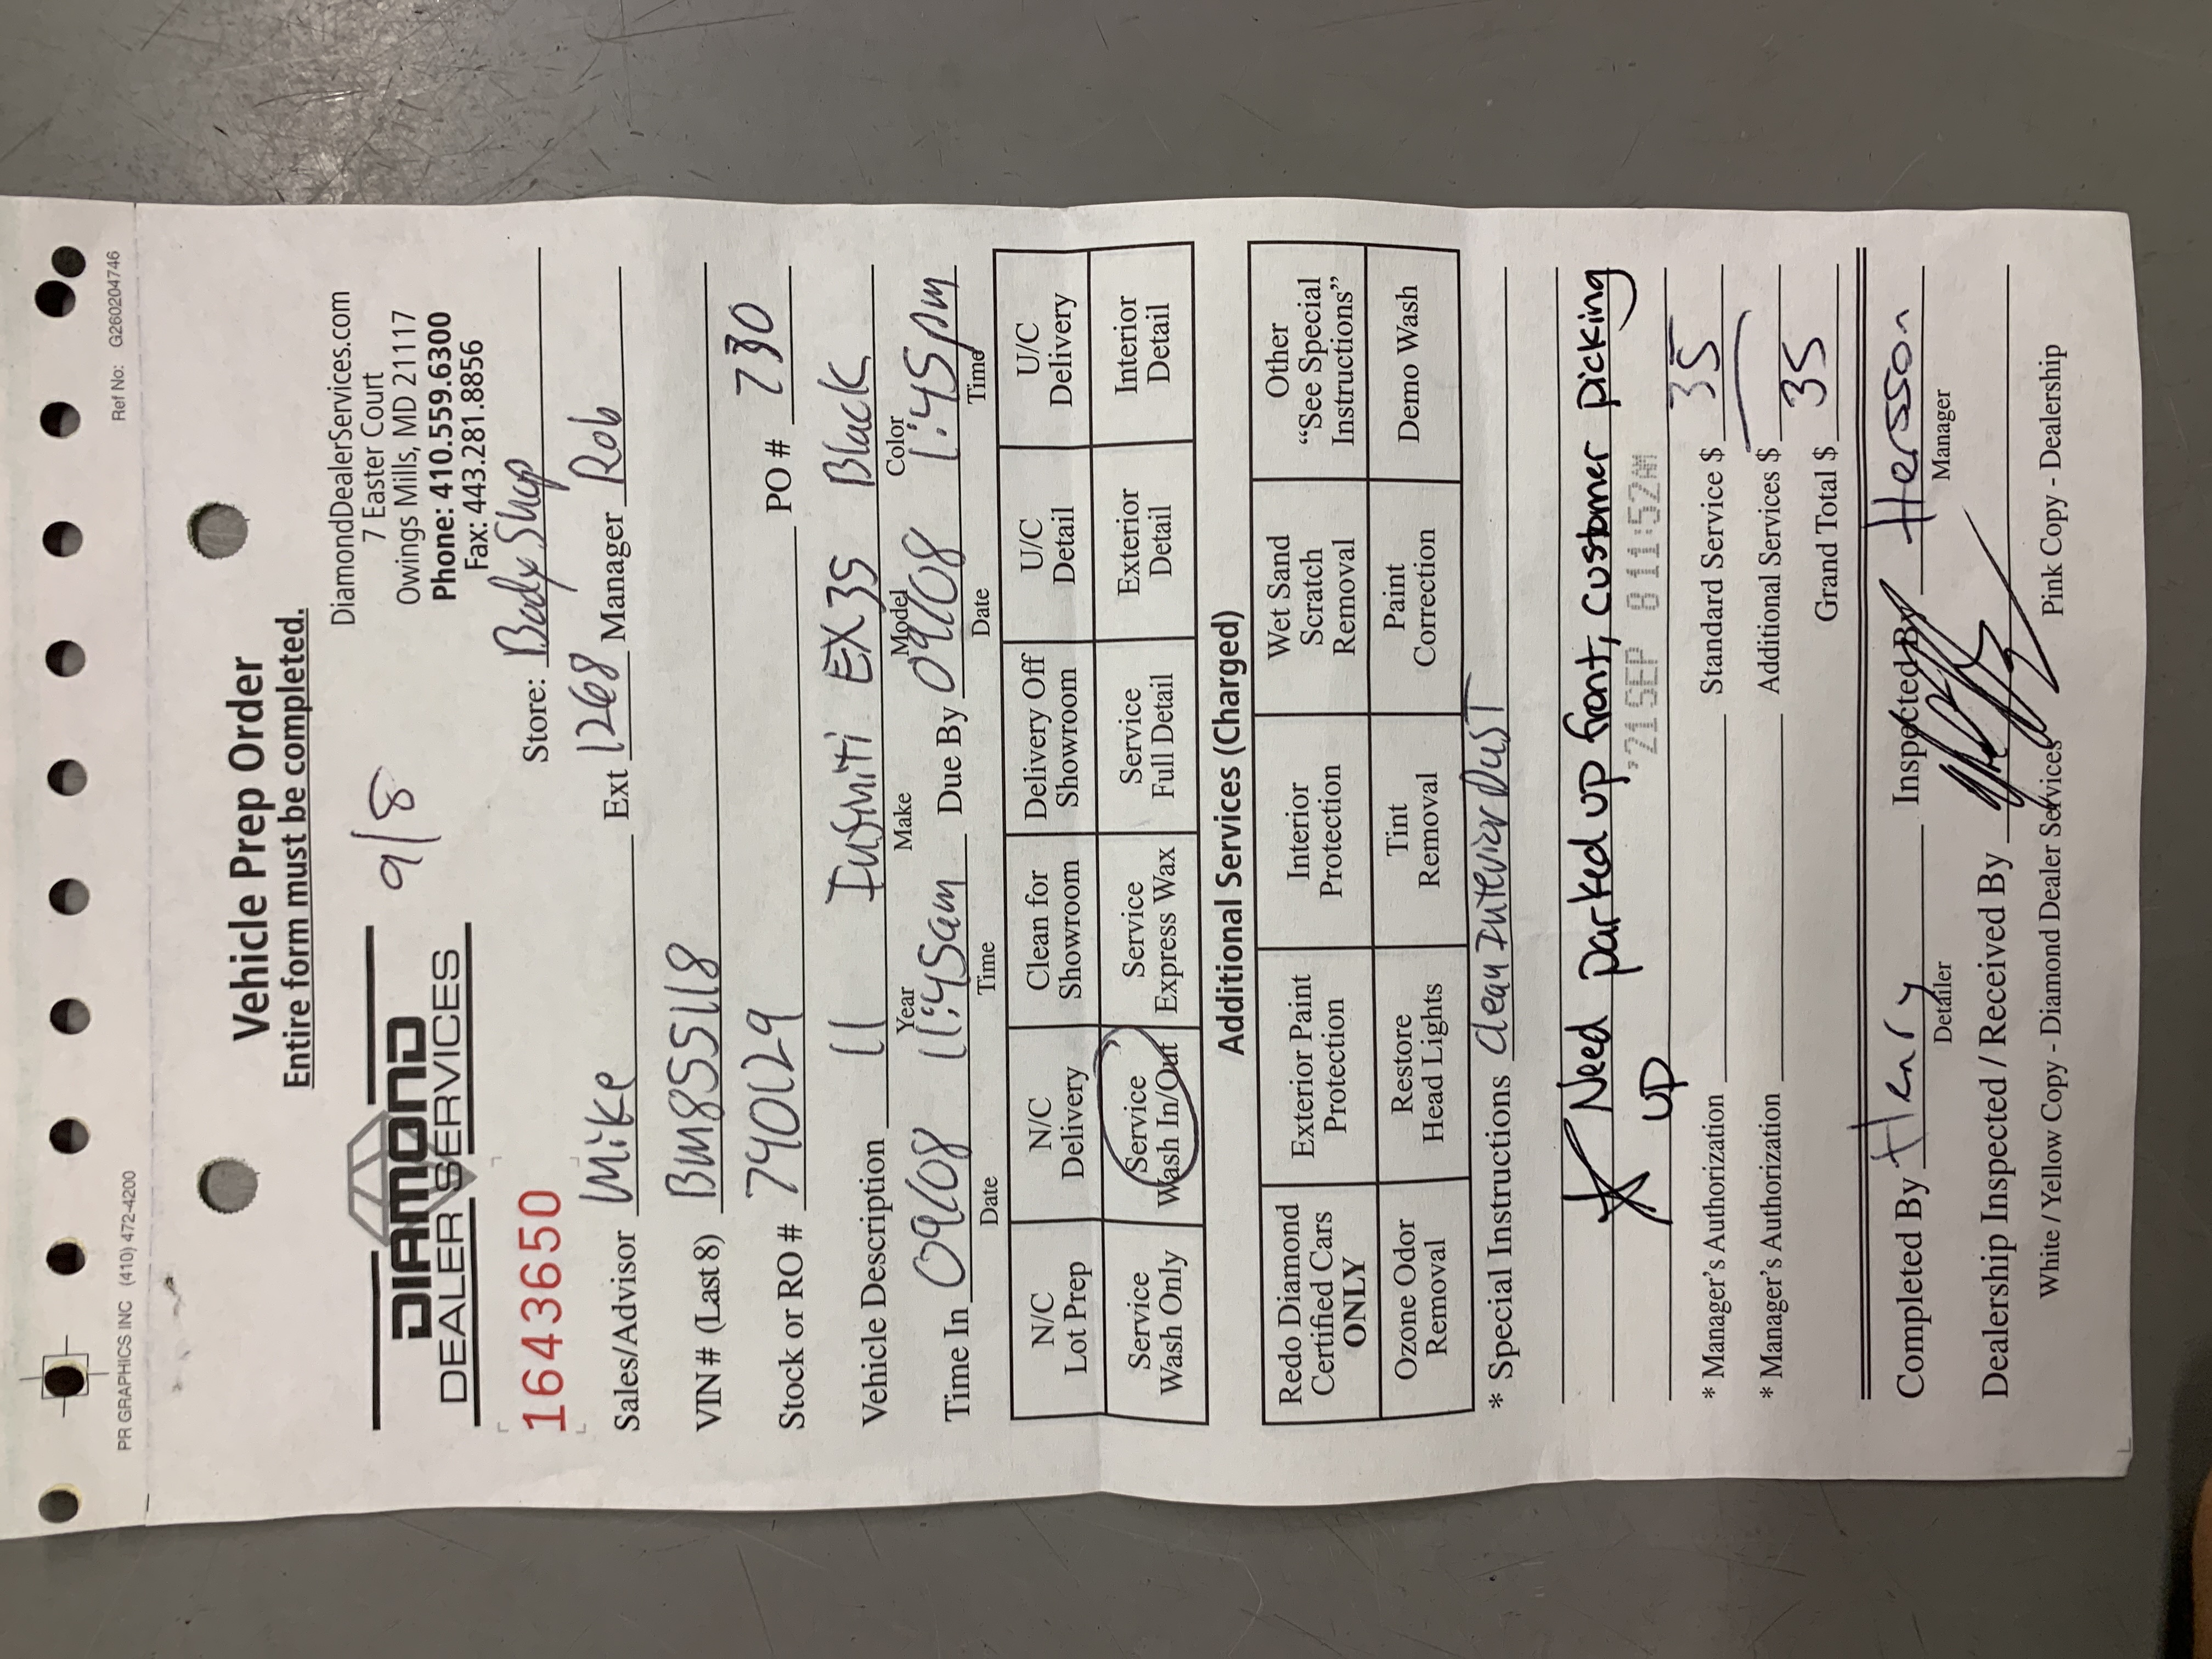 PR GRAPHICS INC (410) 472-4200 Ref No: G260204746
Vehicle Prep Order
Entire form must be completed.
DIAMOND
DEALER SERVICES
9/8
DiamondDealerServices.com
7 Easter Court
Owings Mills, MD 21117
Phone: 410.559.6300
Fax: 443.281.8856
1643650
Store: Body Shop
Sales/Advisor Mike Ext 1268 Manager Rob
VIN # (Last 8) BM855118
Stock or RO # 740129 PO # 730
Vehicle Description 11 Infiniti EX35 Black
Year Make Model Color
Time In 09/08 11:45am Due By 09/08 1:45pm
Date Time Date Time
N/C Lot Prep
N/C Delivery
Clean for Showroom
Delivery Off Showroom
U/C Detail
U/C Delivery
Service Wash Only
Service Wash In/Out
Service Express Wax
Service Full Detail
Exterior Detail
Interior Detail
Additional Services (Charged)
Redo Diamond Certified Cars ONLY
Exterior Paint Protection
Interior Protection
Wet Sand Scratch Removal
Other "See Special Instructions"
Ozone Odor Removal
Restore Head Lights
Tint Removal
Paint Correction
Demo Wash
* Special Instructions Clean Interior Dust
* Need parked up front, customer picking
up
'21 SEP 8 11:52AM
* Manager's Authorization Standard Service $ 35
* Manager's Authorization Additional Services $
Grand Total $ 35
Completed By Henry Inspected By Hersson
Detailer Manager
Dealership Inspected / Received By
White / Yellow Copy - Diamond Dealer Services Pink Copy - Dealership